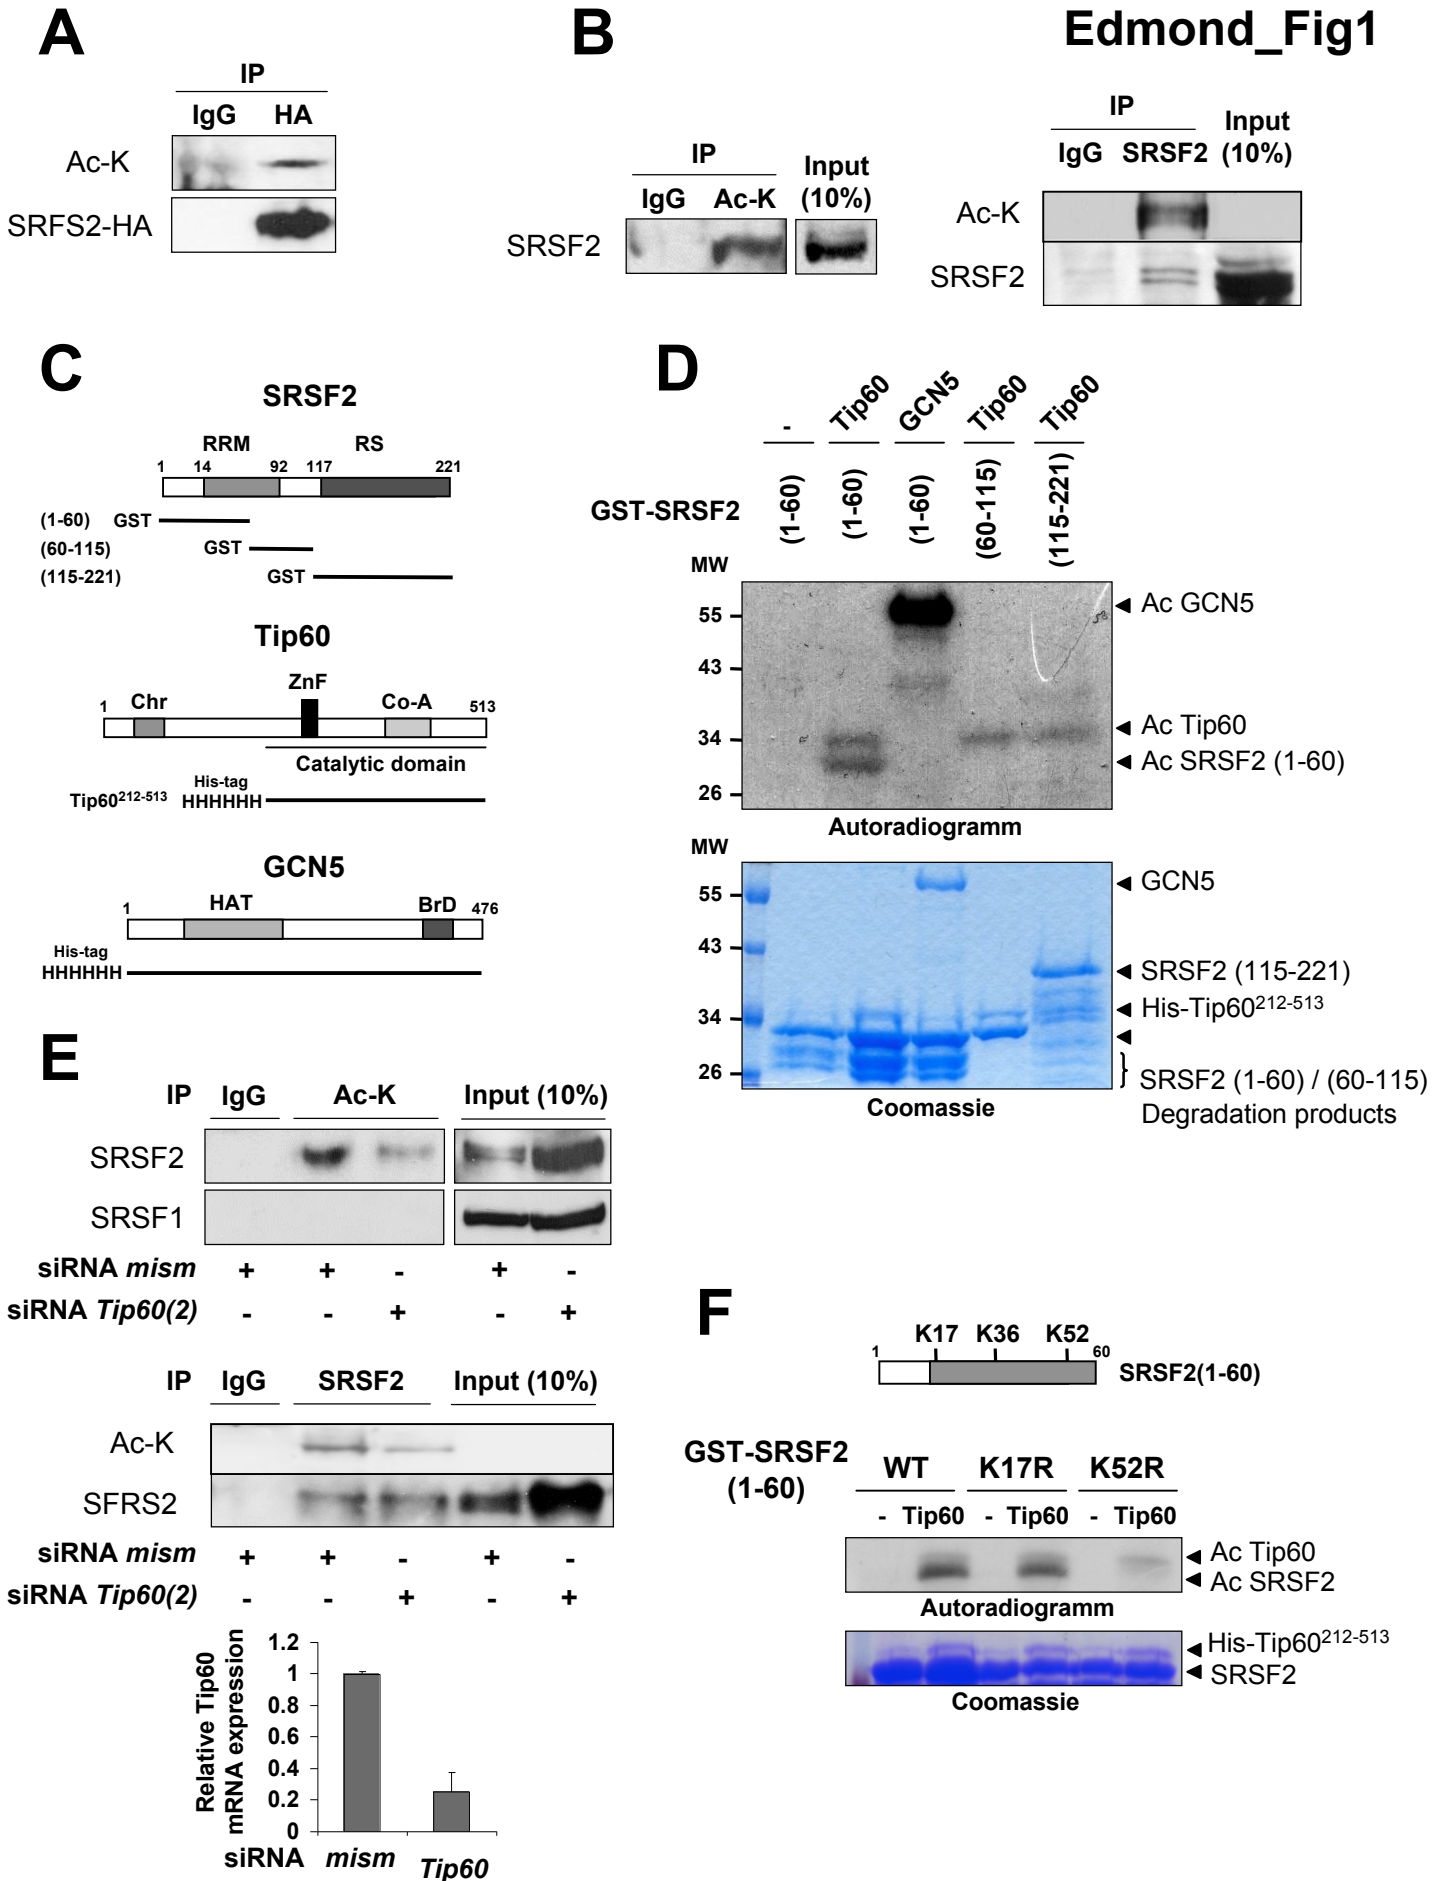 Edmond_Fig1
A
IP
IgG HA
Ac-K
SRFS2-HA
B
IP
IgG Ac-K
Input
(10%)
SRSF2
IP
IgG SRSF2
Input
(10%)
Ac-K
SRSF2
C
SRSF2
RRM RS
1 14 92 117 221
(1-60) GST
(60-115) GST
(115-221) GST
Tip60
ZnF
1 Chr Co-A 513
Catalytic domain
His-tag
Tip60212-513 HHHHHH
GCN5
1 HAT BrD 476
His-tag
HHHHHH
D
- Tip60 GCN5 Tip60 Tip60
GST-SRSF2 (1-60) (1-60) (1-60) (60-115) (115-221)
MW
55
43
34
26
Ac GCN5
Ac Tip60
Ac SRSF2 (1-60)
Autoradiogramm
MW
55
43
34
26
GCN5
SRSF2 (115-221)
His-Tip60212-513
SRSF2 (1-60) / (60-115)
Degradation products
Coomassie
E
IP IgG Ac-K Input (10%)
SRSF2
SRSF1
siRNA mism + + - + -
siRNA Tip60(2) - - + - +
IP IgG SRSF2 Input (10%)
Ac-K
SFRS2
siRNA mism + + - + -
siRNA Tip60(2) - - + - +
Relative Tip60
mRNA expression
1.2
1
0.8
0.6
0.4
0.2
0
siRNA mism Tip60
F
K17 K36 K52
1 60
SRSF2(1-60)
GST-SRSF2
(1-60)
WT K17R K52R
- Tip60 - Tip60 - Tip60
Ac Tip60
Ac SRSF2
Autoradiogramm
His-Tip60212-513
SRSF2
Coomassie